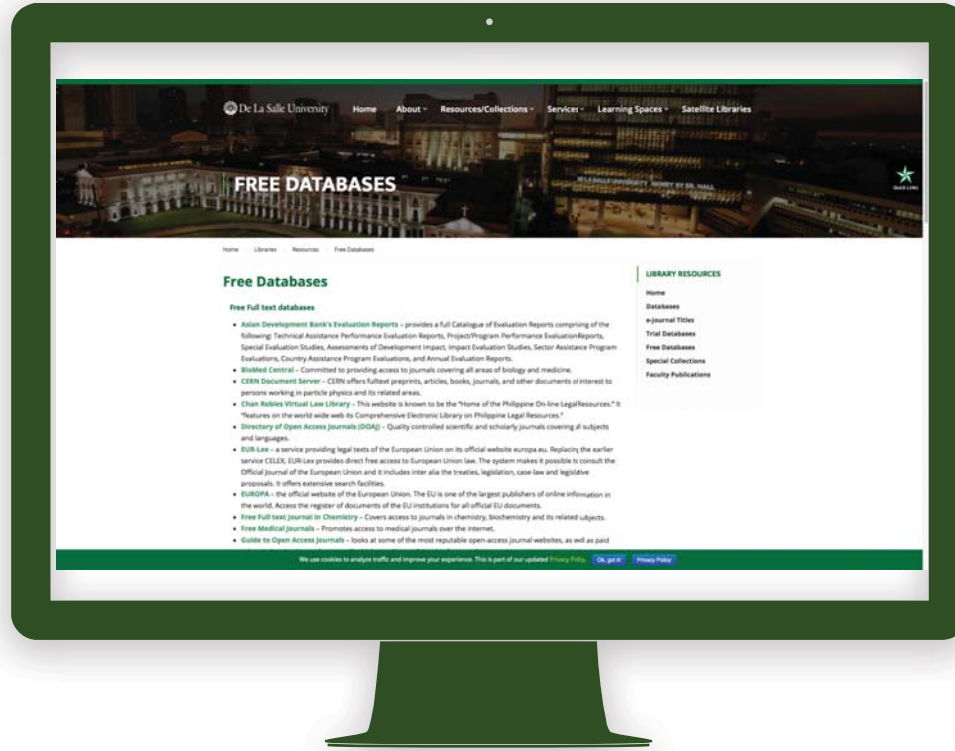 De La Salle University Home About Resources/Collections Services Learning Spaces Satellite Libraries
FREE DATABASES
DE LA SALLE UNIVERSITY HENRY SY SR. HALL
Quick Links
Home Libraries Resources Free Databases
Free Databases
Free Full text databases
• Asian Development Bank's Evaluation Reports – provides a full Catalogue of Evaluation Reports comprising of the
following: Technical Assistance Performance Evaluation Reports, Project/Program Performance EvaluationReports,
Special Evaluation Studies, Assessments of Development Impact, Impact Evaluation Studies, Sector Assistance Program
Evaluations, Country Assistance Program Evaluations, and Annual Evaluation Reports.
• BioMed Central – Committed to providing access to journals covering all areas of biology and medicine.
• CERN Document Server – CERN offers fulltext preprints, articles, books, journals, and other documents of interest to
persons working in particle physics and its related areas.
• Chan Robles Virtual Law Library – This website is known to be the "Home of the Philippine On-line LegalResources." It
"features on the world wide web its Comprehensive Electronic Library on Philippine Legal Resources."
• Directory of Open Access Journals (DOAJ) – Quality controlled scientific and scholarly journals covering all subjects
and languages.
• EUR-Lex – a service providing legal texts of the European Union on its official website europa.eu. Replacing the earlier
service CELEX, EUR-Lex provides direct free access to European Union law. The system makes it possible to consult the
Official Journal of the European Union and it includes inter alia the treaties, legislation, case-law and legislative
proposals. It offers extensive search facilities.
• EUROPA – the official website of the European Union. The EU is one of the largest publishers of online information in
the world. Access the register of documents of the EU institutions for all official EU documents.
• Free Full text Journal in Chemistry – Covers access to journals in chemistry, biochemistry and its related subjects.
• Free Medical Journals – Promotes access to medical journals over the internet.
• Guide to Open Access Journals – looks at some of the most reputable open-access journal websites, as well as paid
LIBRARY RESOURCES
Home
Databases
e-Journal Titles
Trial Databases
Free Databases
Special Collections
Faculty Publications
We use cookies to analyze traffic and improve your experience. This is part of our updated Privacy Policy. Ok, got it! Privacy Policy